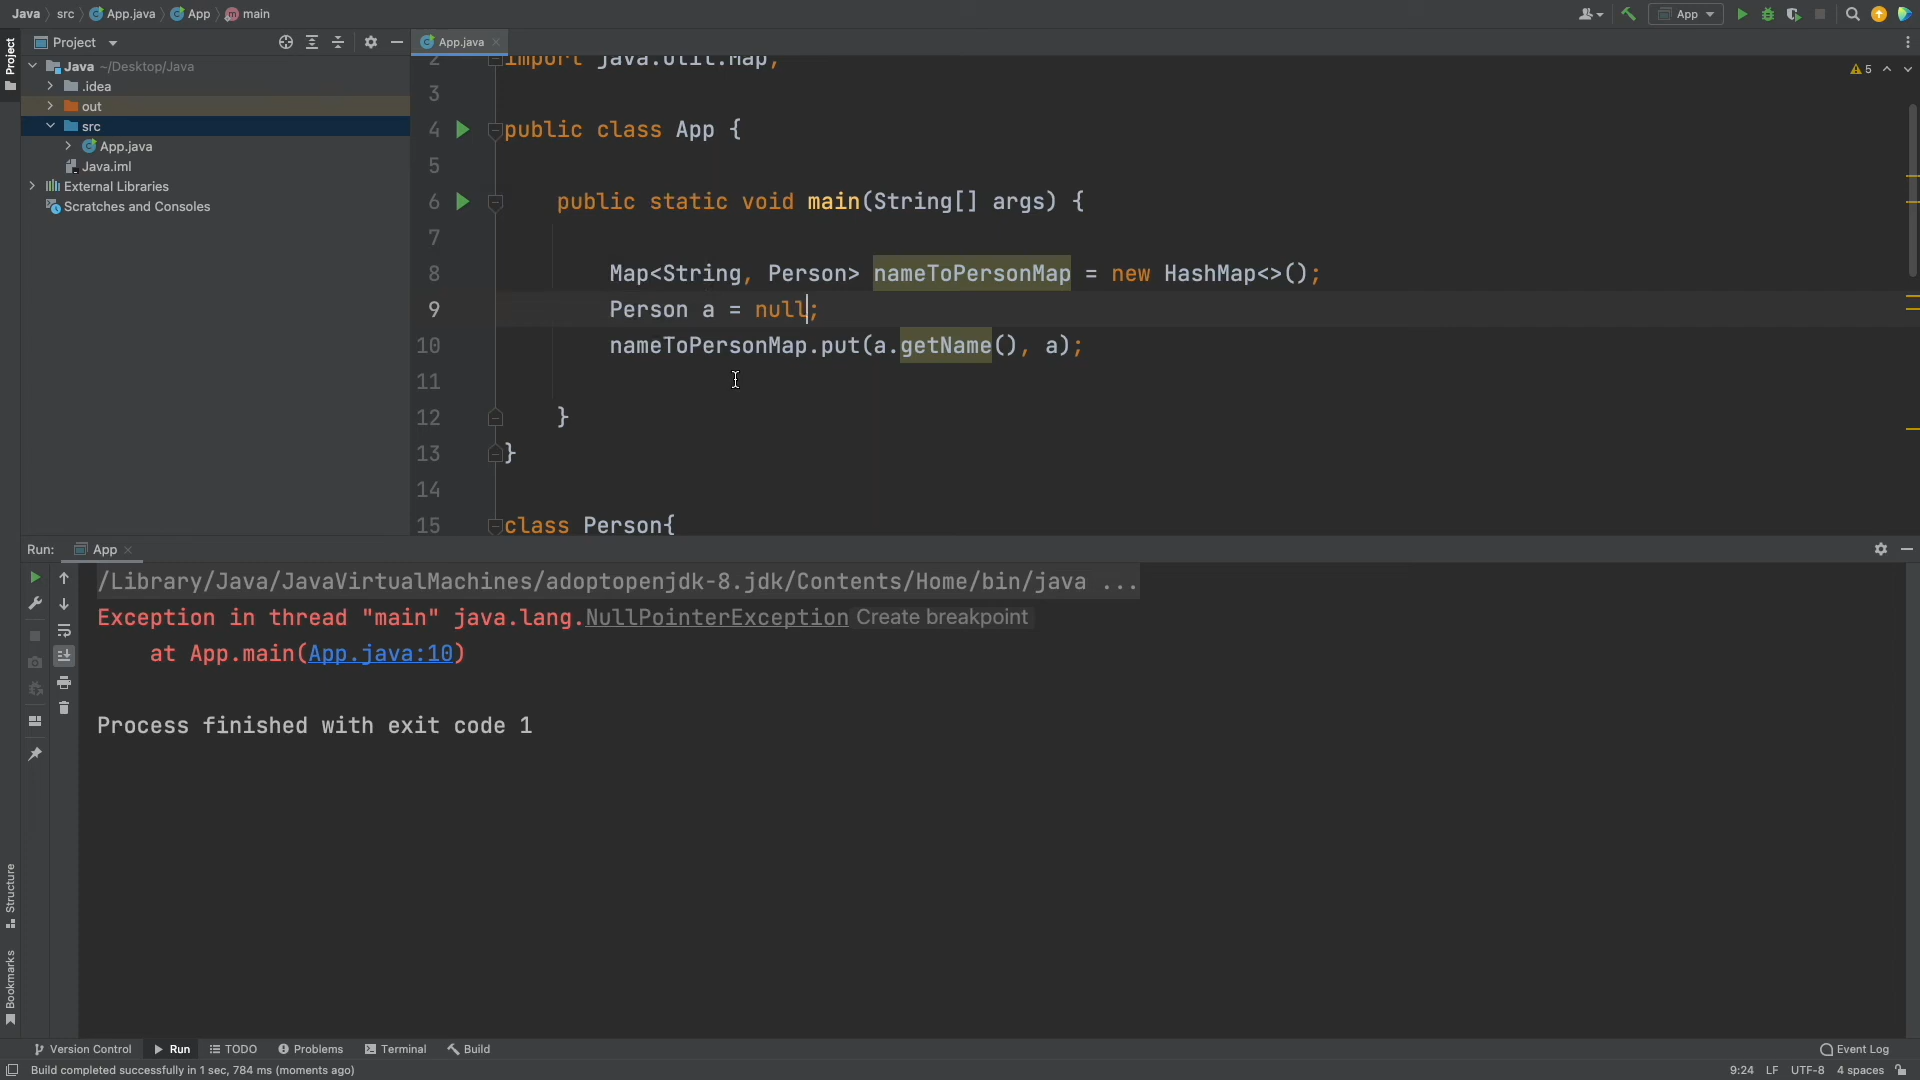 Java src App.java App main
App
Project
Project
App.java
Java ~/Desktop/Java
.idea
out
src
App.java
Java.iml
External Libraries
Scratches and Consoles
5
2 import java.util.Map;
3
4 public class App {
5
6 public static void main(String[] args) {
7
8 Map<String, Person> nameToPersonMap = new HashMap<>();
9 Person a = null;
10 nameToPersonMap.put(a.getName(), a);
11
12 }
13 }
14
15 class Person{
Run: App
/Library/Java/JavaVirtualMachines/adoptopenjdk-8.jdk/Contents/Home/bin/java ...
Exception in thread "main" java.lang.NullPointerException Create breakpoint
at App.main(App.java:10)
Process finished with exit code 1
Structure
Bookmarks
Version Control Run TODO Problems Terminal Build Event Log
Build completed successfully in 1 sec, 784 ms (moments ago) 9:24 LF UTF-8 4 spaces